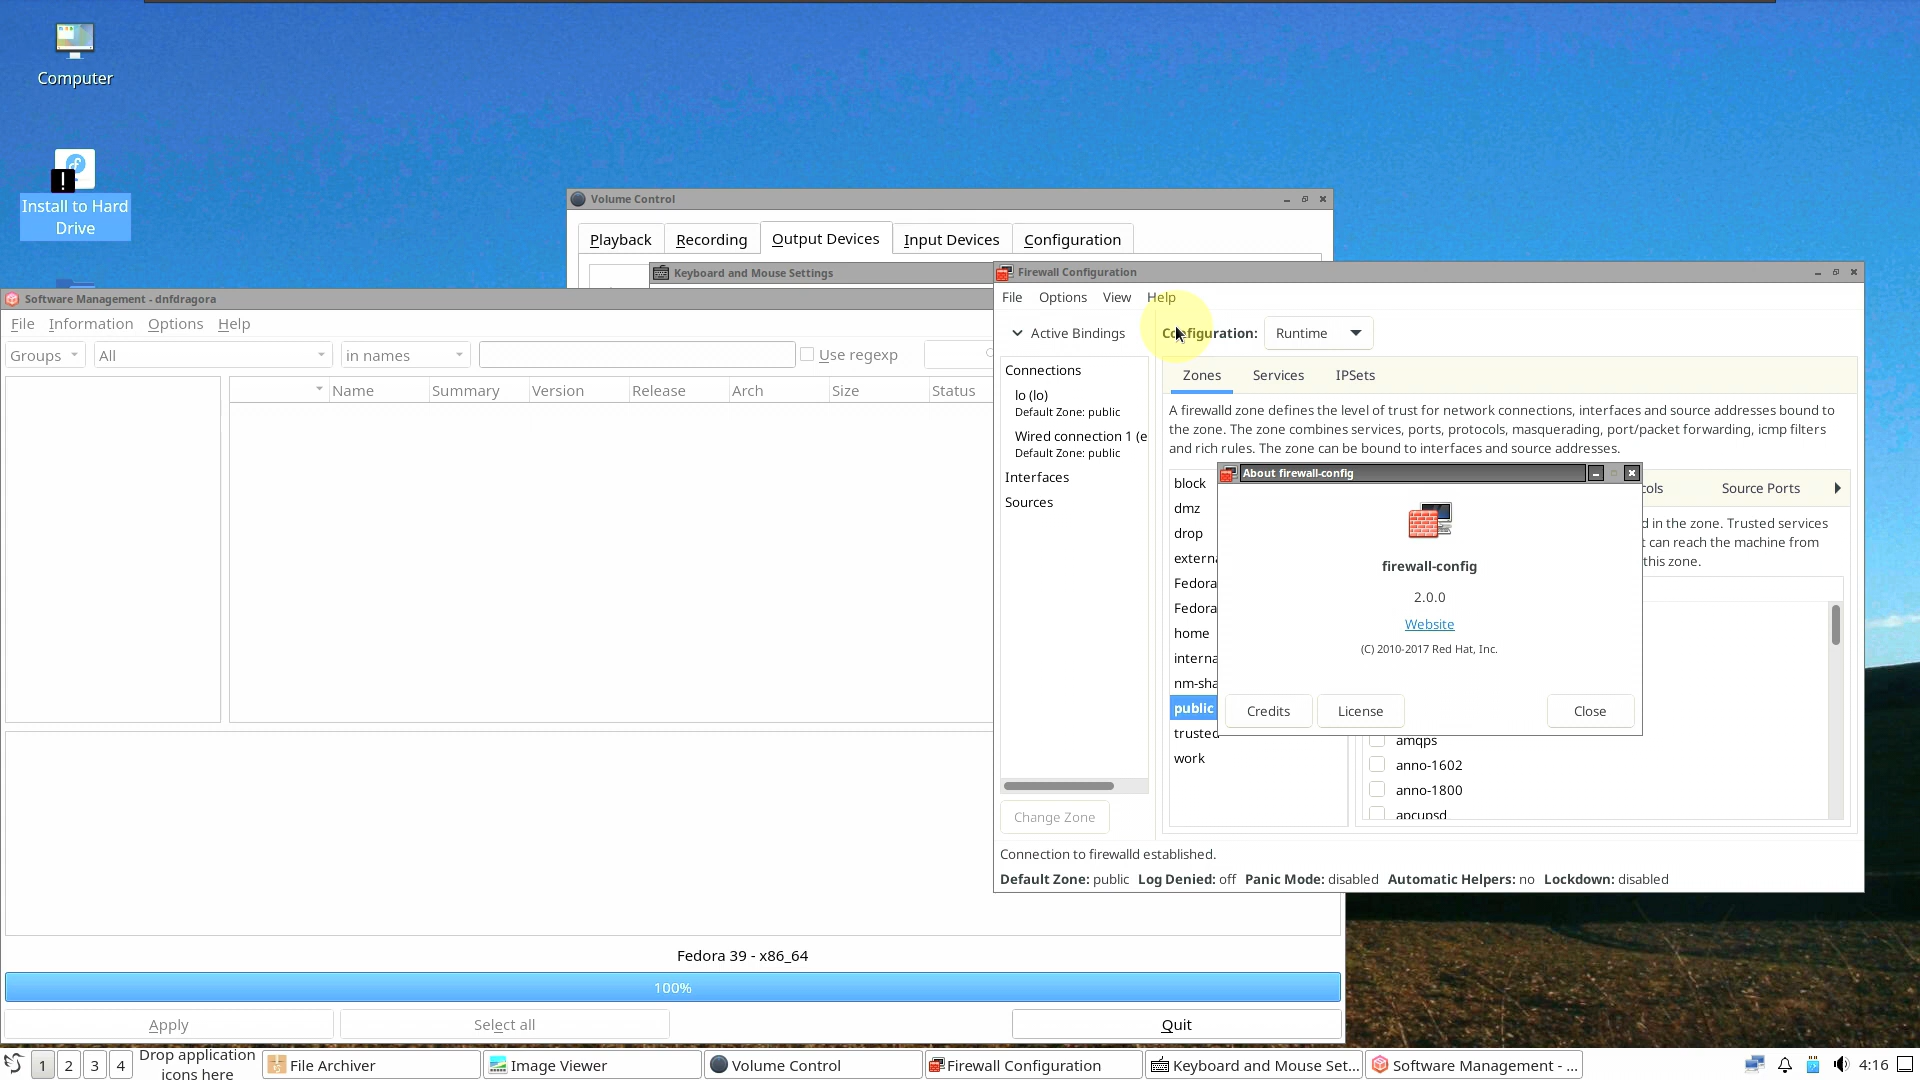 Computer
Install to Hard
Drive
Volume Control
Playback
Recording
Output Devices
Input Devices
Configuration
Keyboard and Mouse Settings
Software Management - dnfdragora
File
Information
Options
Help
Groups
All
in names
Use regexp
Name
Summary
Version
Release
Arch
Size
Status
Fedora 39 - x86_64
100%
Apply
Select all
Quit
Firewall Configuration
File
Options
View
Help
Active Bindings
Configuration:
Runtime
Connections
lo (lo)
Default Zone: public
Wired connection 1 (e
Default Zone: public
Interfaces
Sources
Change Zone
Zones
Services
IPSets
A firewalld zone defines the level of trust for network connections, interfaces and source addresses bound to
the zone. The zone combines services, ports, protocols, masquerading, port/packet forwarding, icmp filters
and rich rules. The zone can be bound to interfaces and source addresses.
block
dmz
drop
externa
Fedora
Fedora
home
interna
nm-sha
public
trusted
work
cols
Source Ports
d in the zone. Trusted services
t can reach the machine from
this zone.
amqps
anno-1602
anno-1800
apcupsd
About firewall-config
firewall-config
2.0.0
Website
(C) 2010-2017 Red Hat, Inc.
Credits
License
Close
Connection to firewalld established.
Default Zone: public Log Denied: off Panic Mode: disabled Automatic Helpers: no Lockdown: disabled
1
2
3
4
Drop application
icons here
File Archiver
Image Viewer
Volume Control
Firewall Configuration
Keyboard and Mouse Set...
Software Management - ...
4:16